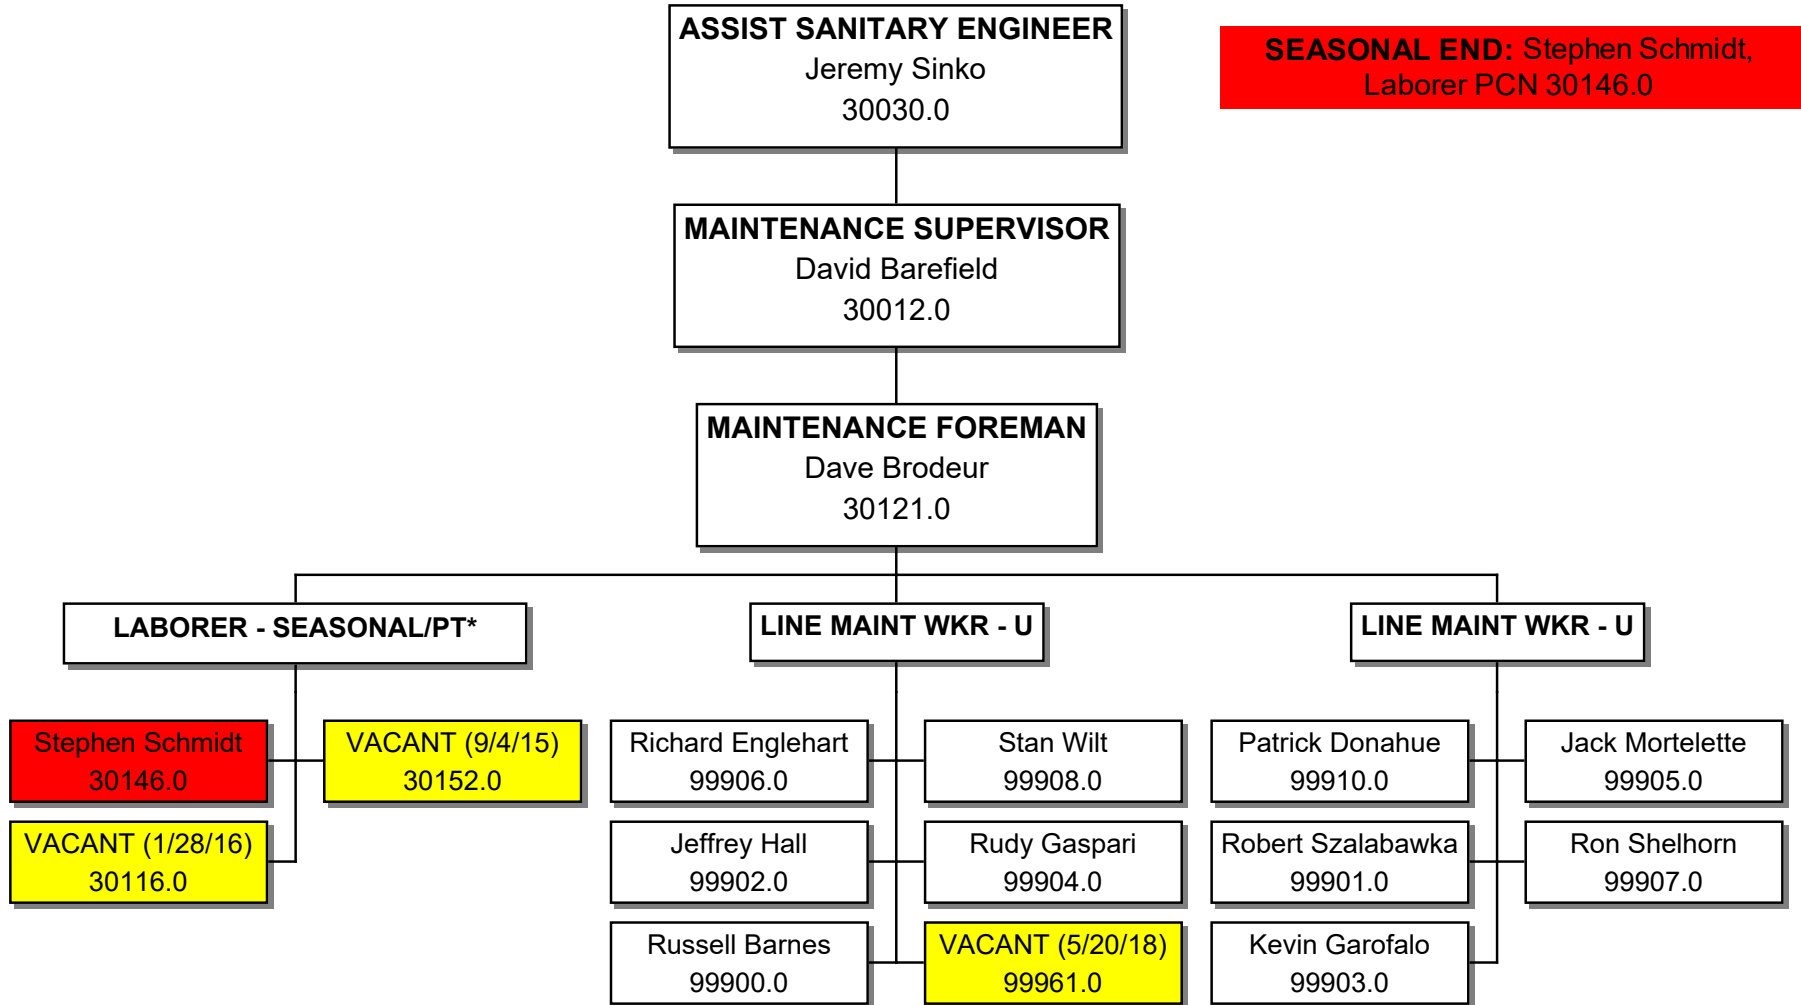 ASSIST SANITARY ENGINEER
Jeremy Sinko
30030.0
SEASONAL END: Stephen Schmidt,
Laborer PCN 30146.0
MAINTENANCE SUPERVISOR
David Barefield
30012.0
MAINTENANCE FOREMAN
Dave Brodeur
30121.0
LABORER - SEASONAL/PT*
Stephen Schmidt
30146.0
VACANT (9/4/15)
30152.0
VACANT (1/28/16)
30116.0
LINE MAINT WKR - U
Richard Englehart
99906.0
Stan Wilt
99908.0
Jeffrey Hall
99902.0
Rudy Gaspari
99904.0
Russell Barnes
99900.0
VACANT (5/20/18)
99961.0
LINE MAINT WKR - U
Patrick Donahue
99910.0
Jack Mortelette
99905.0
Robert Szalabawka
99901.0
Ron Shelhorn
99907.0
Kevin Garofalo
99903.0